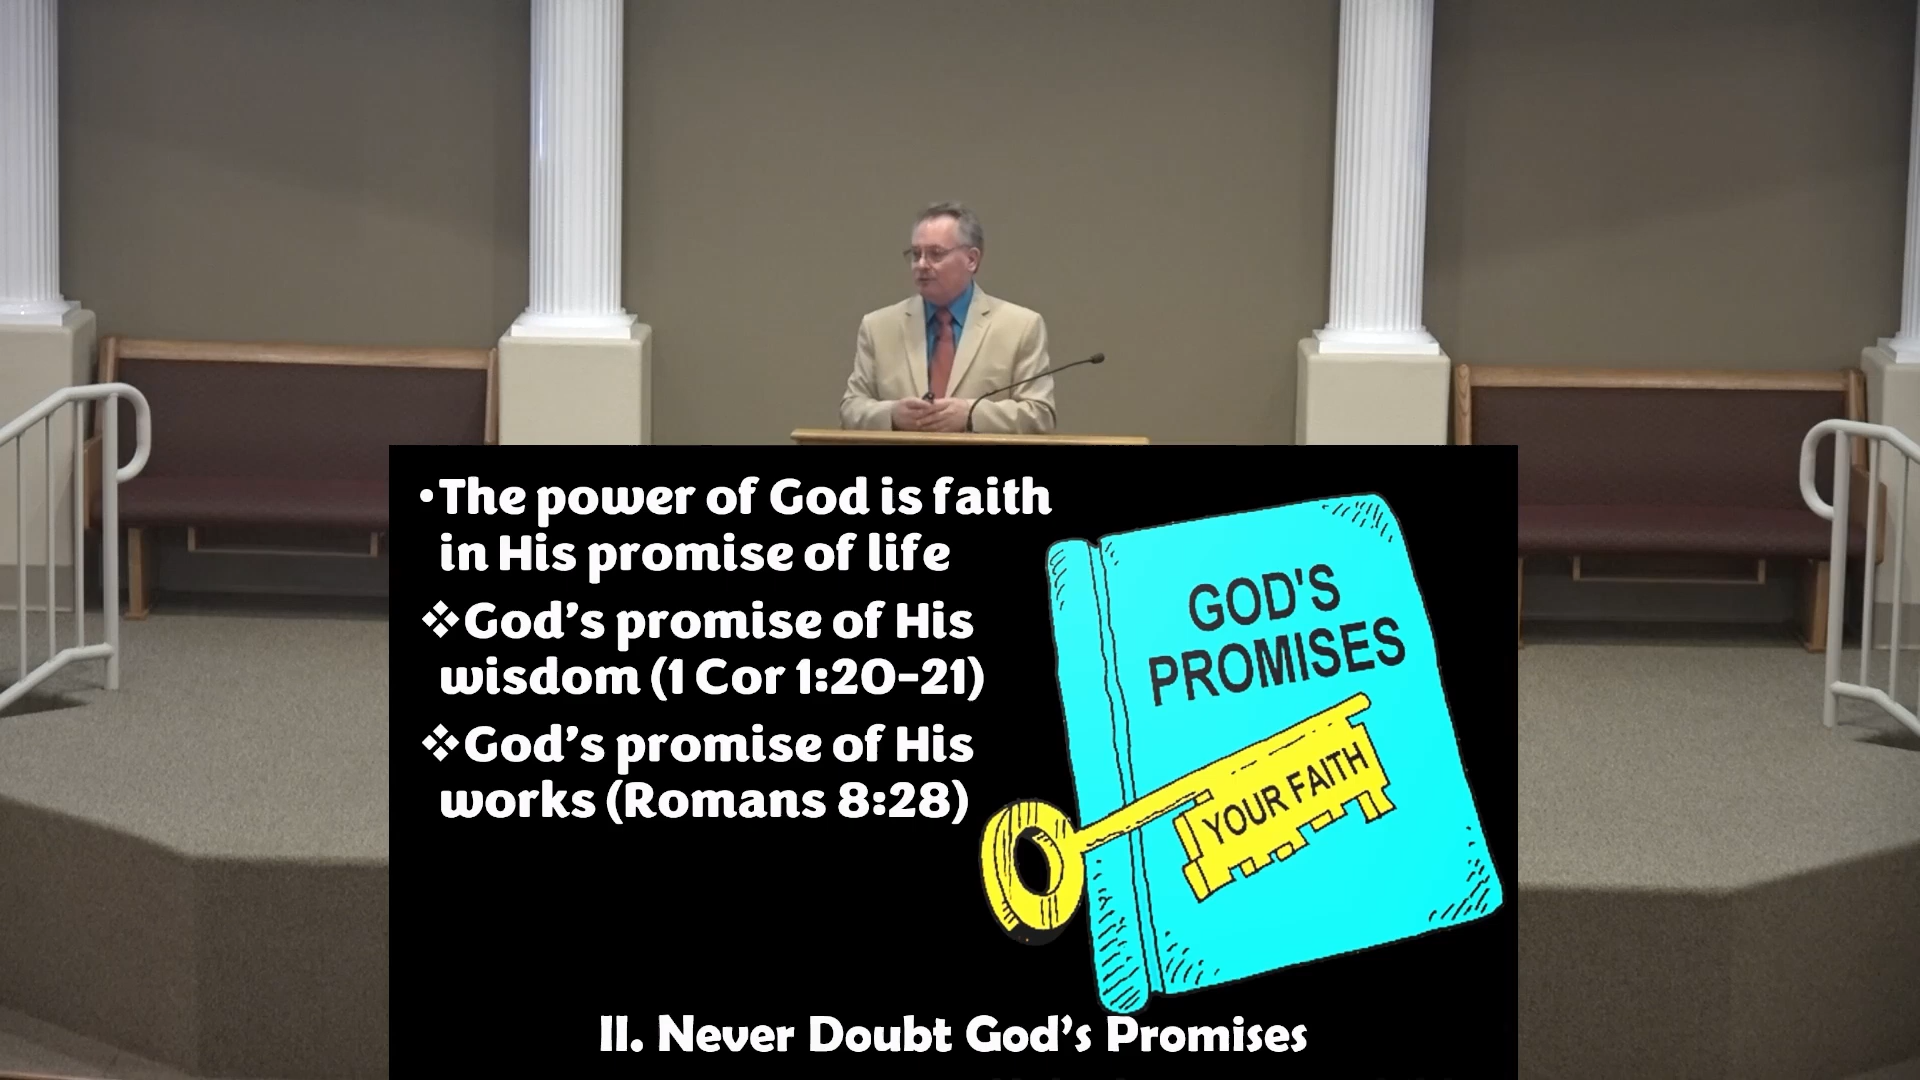 •The power of God is faith
in His promise of life
❖God's promise of His
wisdom (1 Cor 1:20-21)
❖God's promise of His
works (Romans 8:28)
GOD'S
PROMISES
YOUR FAITH
II. Never Doubt God's Promises